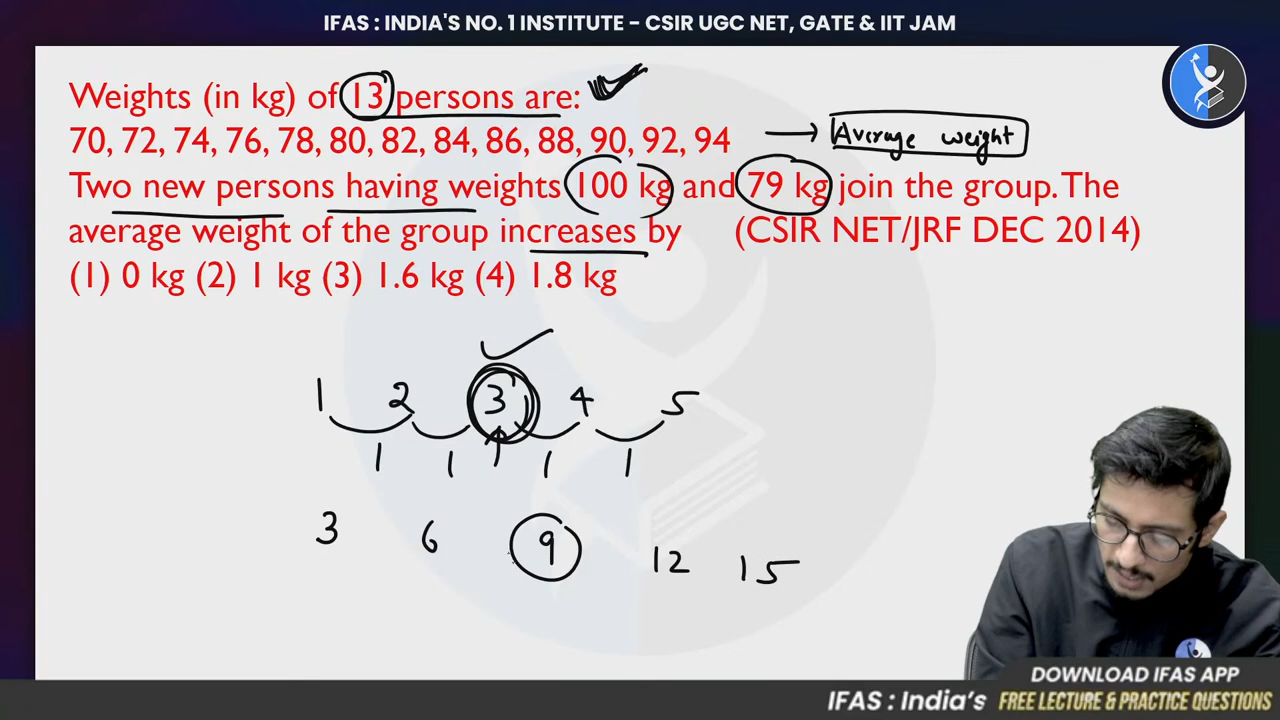 IFAS : INDIA'S NO. 1 INSTITUTE – CSIR UGC NET, GATE & IIT JAM
Weights (in kg) of 13 persons are:
70, 72, 74, 76, 78, 80, 82, 84, 86, 88, 90, 92, 94
Average weight
Two new persons having weights 100 kg and 79 kg join the group. The
average weight of the group increases by (CSIR NET/JRF DEC 2014)
(1) 0 kg (2) 1 kg (3) 1.6 kg (4) 1.8 kg
1 2 3 4 5
1 1 1 1
3 6 9 12 15
DOWNLOAD IFAS APP
IFAS : India's FREE LECTURE & PRACTICE QUESTIONS